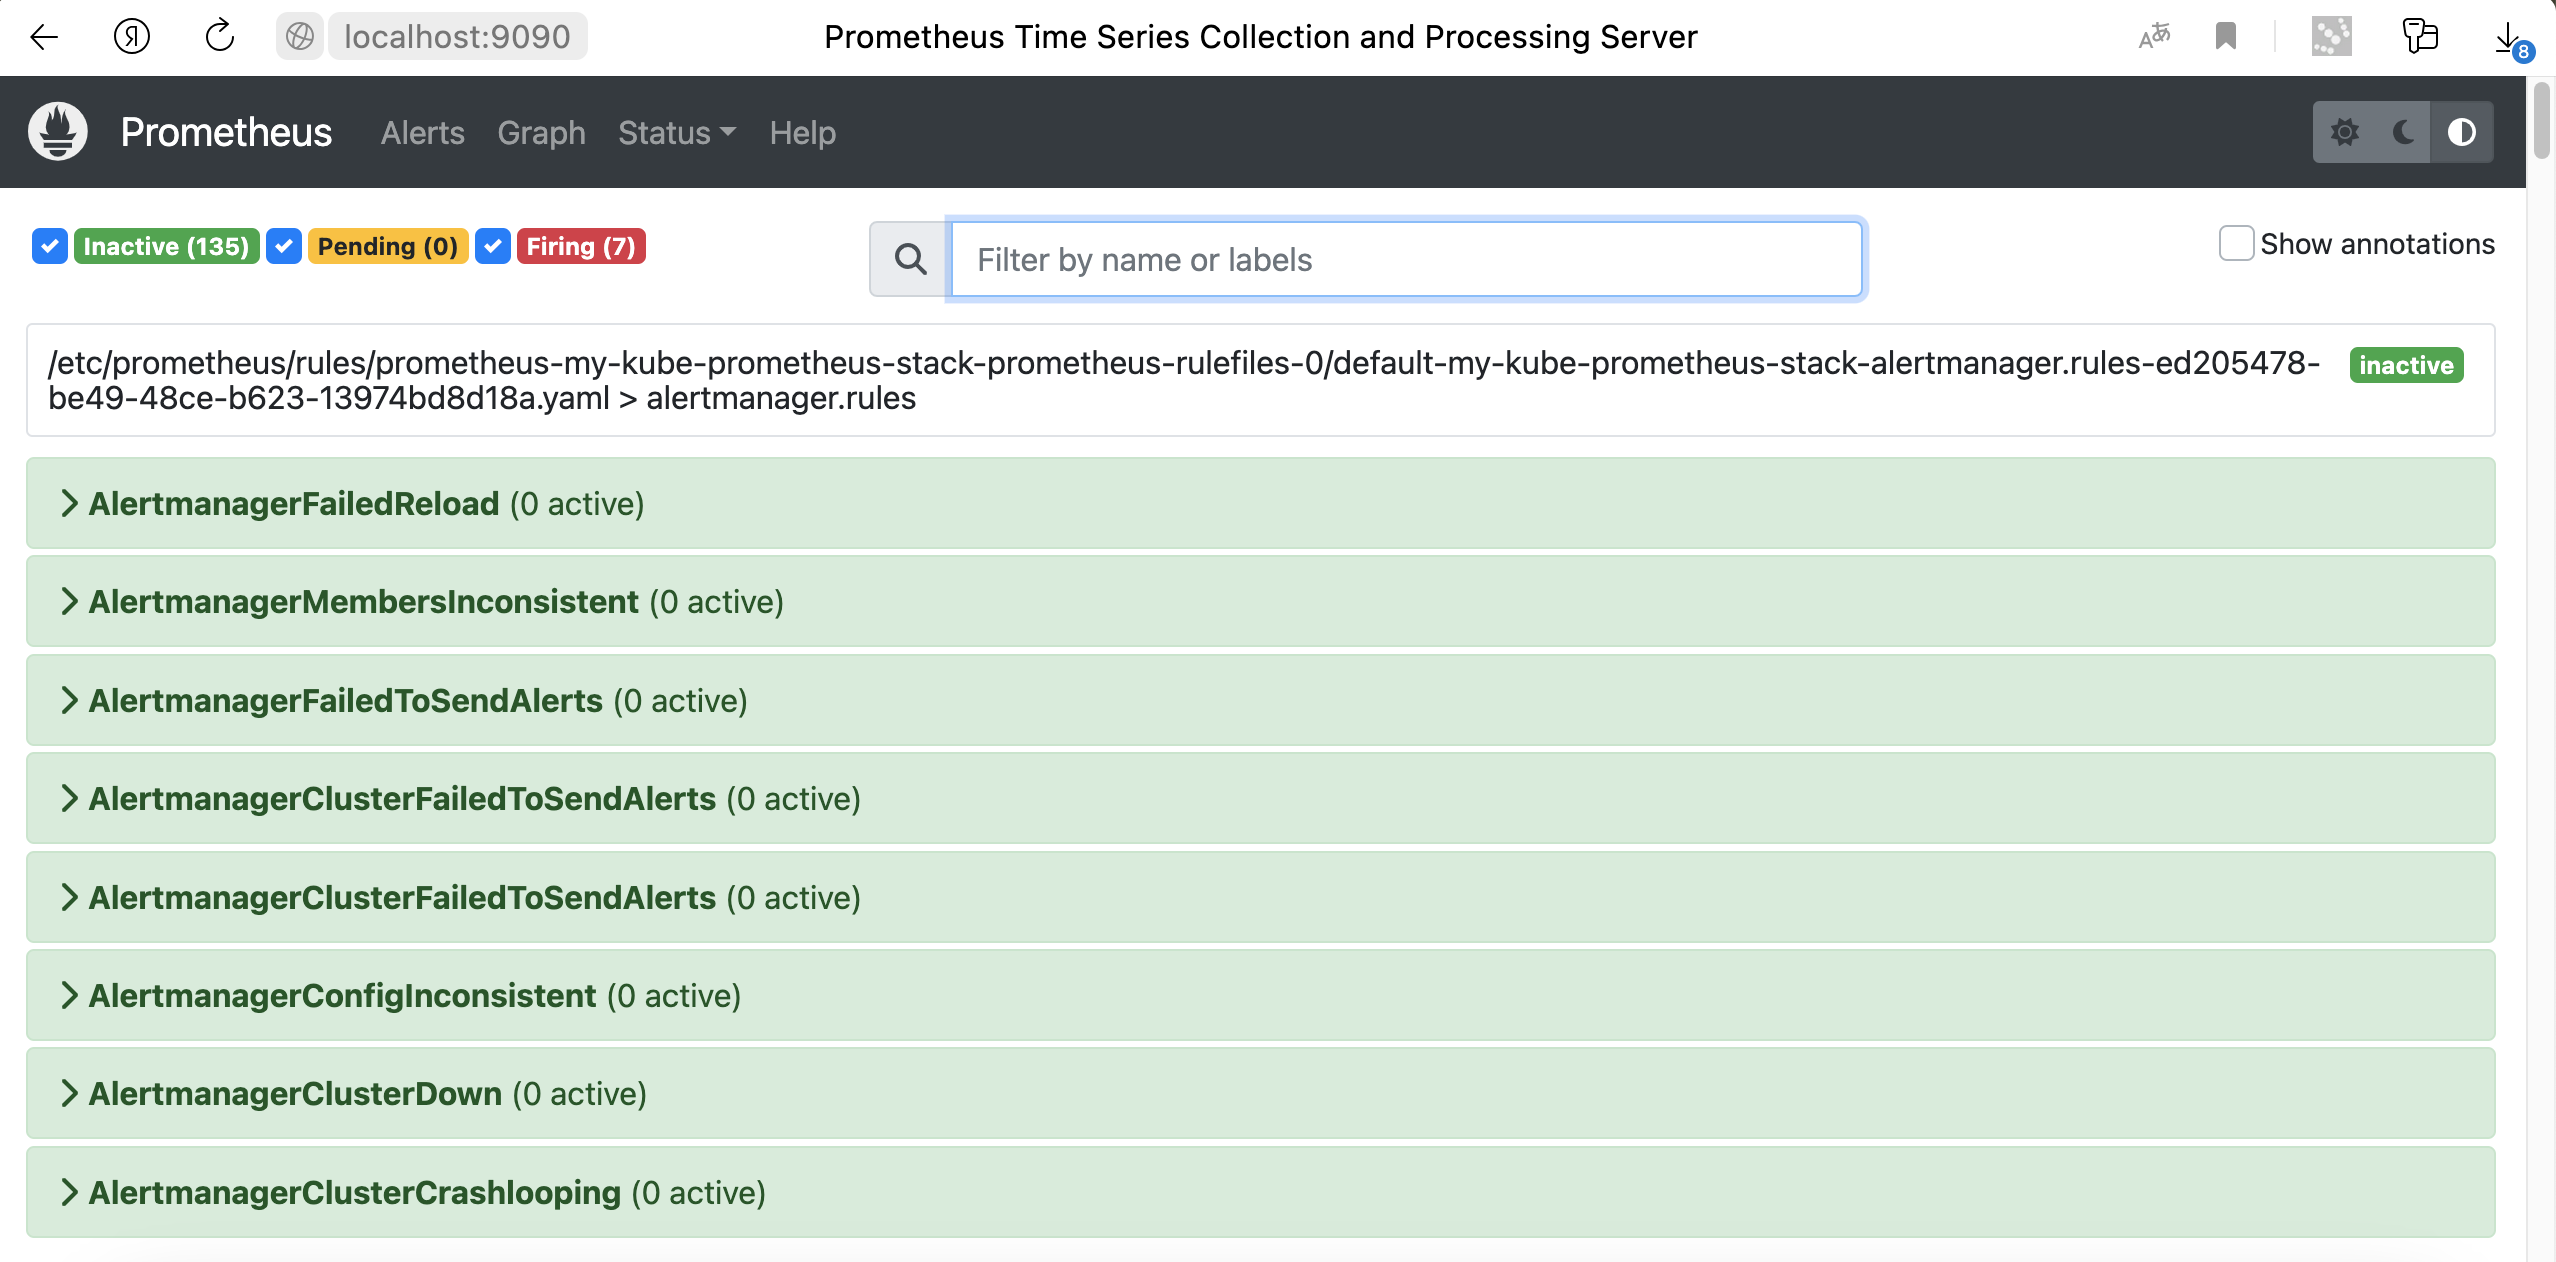 Я
localhost:9090
Prometheus Time Series Collection and Processing Server
Aあ
8
Prometheus
Alerts
Graph
Status
Help
Inactive (135)
Pending (0)
Firing (7)
Filter by name or labels
Show annotations
/etc/prometheus/rules/prometheus-my-kube-prometheus-stack-prometheus-rulefiles-0/default-my-kube-prometheus-stack-alertmanager.rules-ed205478-
be49-48ce-b623-13974bd8d18a.yaml > alertmanager.rules
inactive
AlertmanagerFailedReload (0 active)
AlertmanagerMembersInconsistent (0 active)
AlertmanagerFailedToSendAlerts (0 active)
AlertmanagerClusterFailedToSendAlerts (0 active)
AlertmanagerClusterFailedToSendAlerts (0 active)
AlertmanagerConfigInconsistent (0 active)
AlertmanagerClusterDown (0 active)
AlertmanagerClusterCrashlooping (0 active)